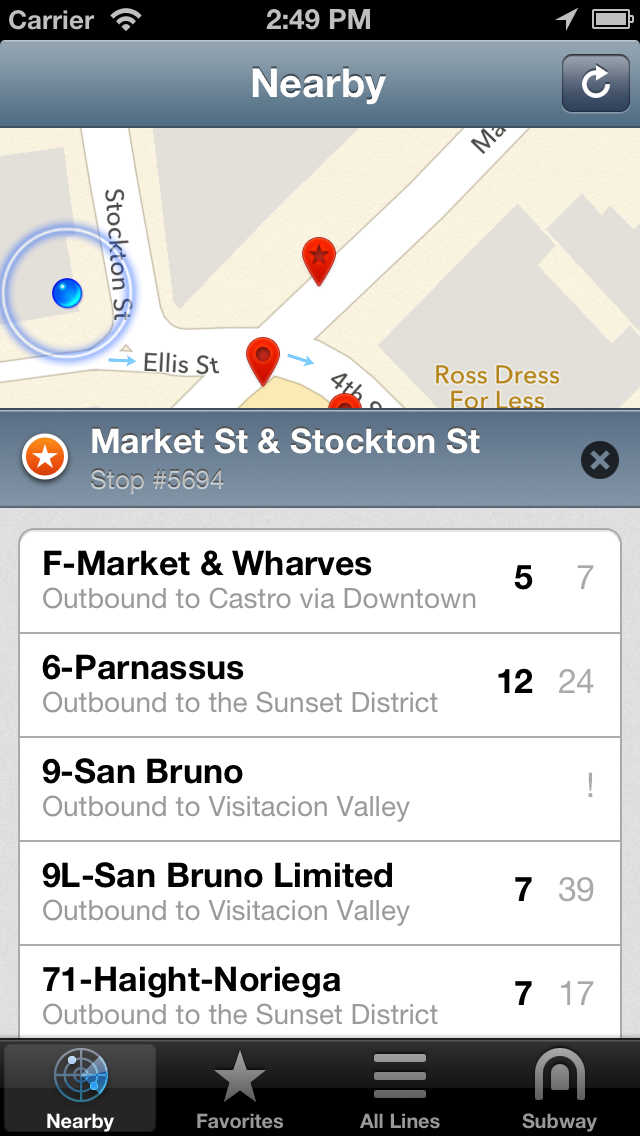 Carrier 2:49 PM
Nearby
Ma
Stockton St
Ellis St
4th S
Ross Dress
For Less
Market St & Stockton St
Stop #5694
F-Market & Wharves 5 7
Outbound to Castro via Downtown
6-Parnassus 12 24
Outbound to the Sunset District
9-San Bruno !
Outbound to Visitacion Valley
9L-San Bruno Limited 7 39
Outbound to Visitacion Valley
71-Haight-Noriega 7 17
Outbound to the Sunset District
Nearby Favorites All Lines Subway